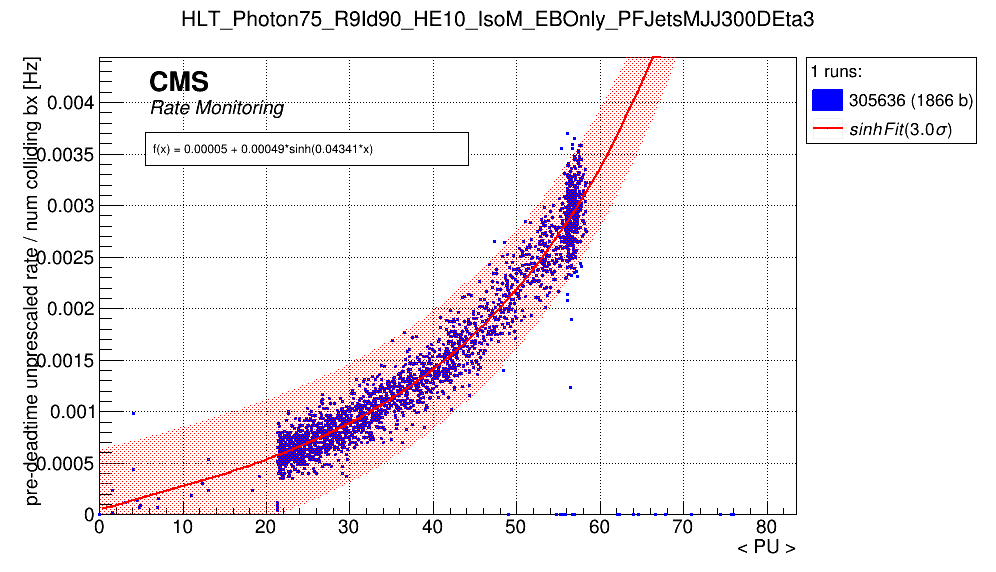 HLT_Photon75_R9Id90_HE10_IsoM_EBOnly_PFJetsMJJ300DEta3
pre-deadtime unprescaled rate / num colliding bx [Hz]
CMS
Rate Monitoring
f(x) = 0.00005 + 0.00049*sinh(0.04341*x)
1 runs:
305636 (1866 b)
sinhFit(3.0σ)
0.004
0.0035
0.003
0.0025
0.002
0.0015
0.001
0.0005
0
0 10 20 30 40 50 60 70 80
< PU >